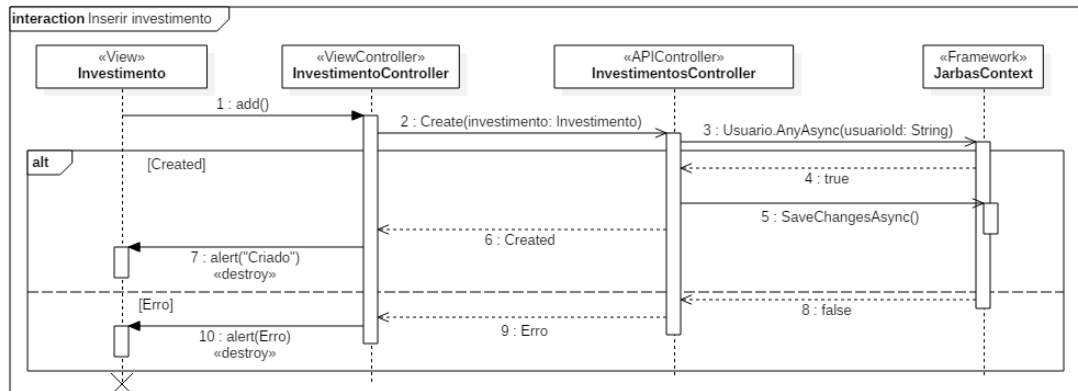 interaction Inserir investimento
«View»
Investimento
«ViewController»
InvestimentoController
«APIController»
InvestimentosController
«Framework»
JarbasContext
1 : add()
2 : Create(investimento: Investimento)
3 : Usuario.AnyAsync(usuarioId: String)
alt
[Created]
4 : true
5 : SaveChangesAsync()
6 : Created
7 : alert("Criado")
«destroy»
[Erro]
8 : false
9 : Erro
10 : alert(Erro)
«destroy»